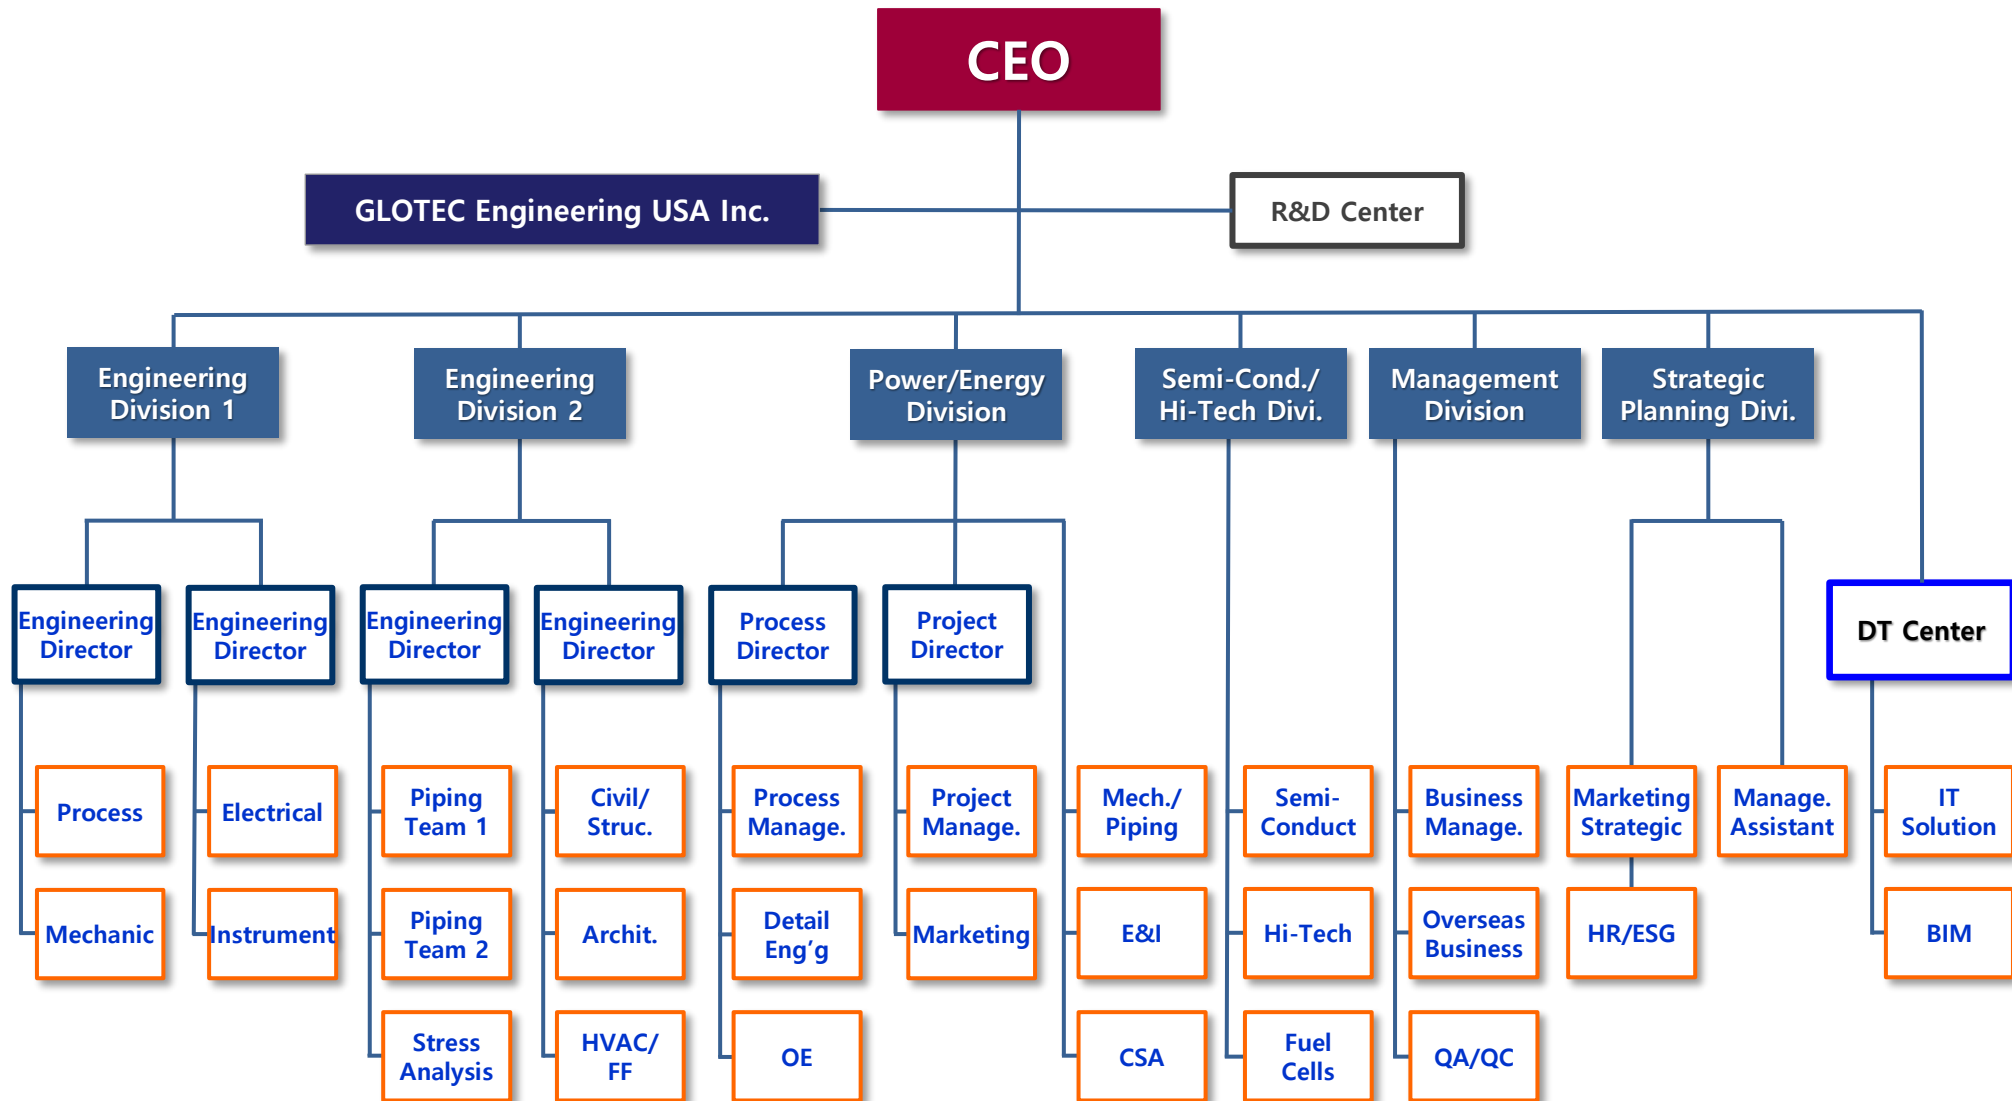 CEO
GLOTEC Engineering USA Inc.
R&D Center
Engineering
Division 1
Engineering
Division 2
Power/Energy
Division
Semi-Cond./
Hi-Tech Divi.
Management
Division
Strategic
Planning Divi.
Engineering
Director
Engineering
Director
Engineering
Director
Engineering
Director
Process
Director
Project
Director
DT Center
Process
Electrical
Piping
Team 1
Civil/
Struc.
Process
Manage.
Project
Manage.
Mech./
Piping
Semi-
Conduct
Business
Manage.
Marketing
Strategic
Manage.
Assistant
IT
Solution
Mechanic
Instrument
Piping
Team 2
Archit.
Detail
Eng’g
Marketing
E&I
Hi-Tech
Overseas
Business
HR/ESG
BIM
Stress
Analysis
HVAC/
FF
OE
CSA
Fuel
Cells
QA/QC